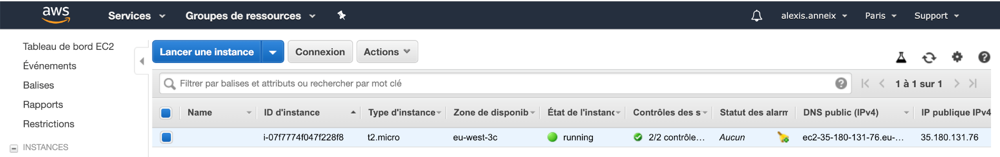 aws Services Groupes de ressources alexis.anneix Paris Support
Tableau de bord EC2
Événements
Balises
Rapports
Restrictions
INSTANCES
Lancer une instance Connexion Actions
Filtrer par balises et attributs ou rechercher par mot clé ? 1 à 1 sur 1
Name ID d'instance Type d'instance Zone de disponib État de l'instanc Contrôles des s Statut des alarm DNS public (IPv4) IP publique IPv4
i-07f7774f047f228f8 t2.micro eu-west-3c running 2/2 contrôle... Aucun ec2-35-180-131-76.eu-... 35.180.131.76